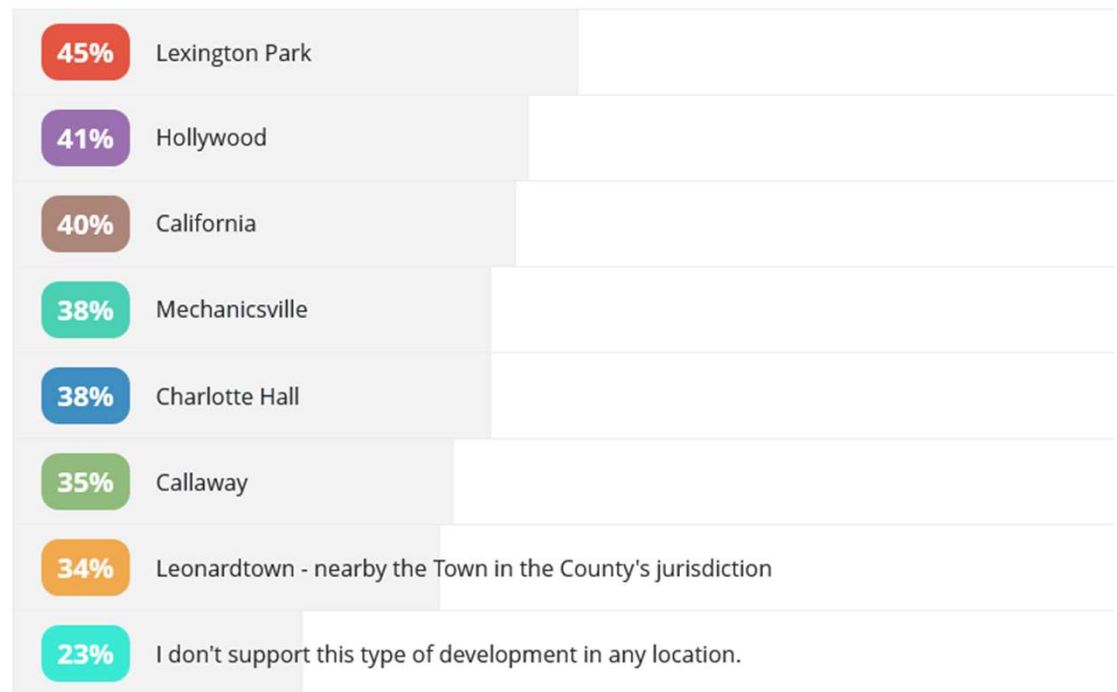 45% Lexington Park
41% Hollywood
40% California
38% Mechanicsville
38% Charlotte Hall
35% Callaway
34% Leonardtown - nearby the Town in the County's jurisdiction
23% I don't support this type of development in any location.